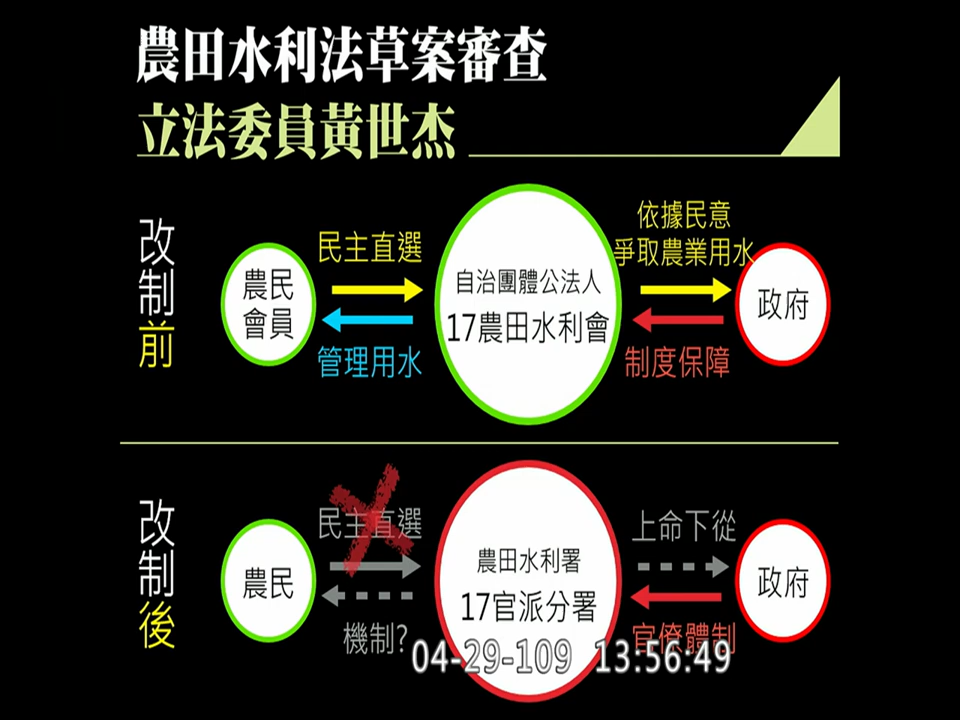 農田水利法草案審查
立法委員黃世杰
改制前
農民
會員
民主直選
管理用水
自治團體公法人
17農田水利會
依據民意
爭取農業用水
制度保障
政府
改制後
農民
民主直選
機制?
農田水利署
17官派分署
上命下從
官僚體制
政府
04-29-109 13:56:49